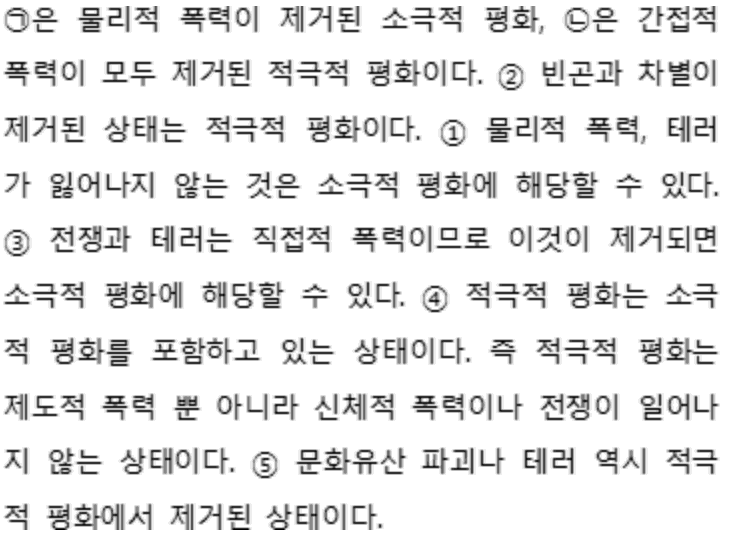 ㉠은 물리적 폭력이 제거된 소극적 평화, ㉡은 간접적
폭력이 모두 제거된 적극적 평화이다. ② 빈곤과 차별이
제거된 상태는 적극적 평화이다. ① 물리적 폭력, 테러
가 잃어나지 않는 것은 소극적 평화에 해당할 수 있다.
③ 전쟁과 테러는 직접적 폭력이므로 이것이 제거되면
소극적 평화에 해당할 수 있다. ④ 적극적 평화는 소극
적 평화를 포함하고 있는 상태이다. 즉 적극적 평화는
제도적 폭력 뿐 아니라 신체적 폭력이나 전쟁이 일어나
지 않는 상태이다. ⑤ 문화유산 파괴나 테러 역시 적극
적 평화에서 제거된 상태이다.